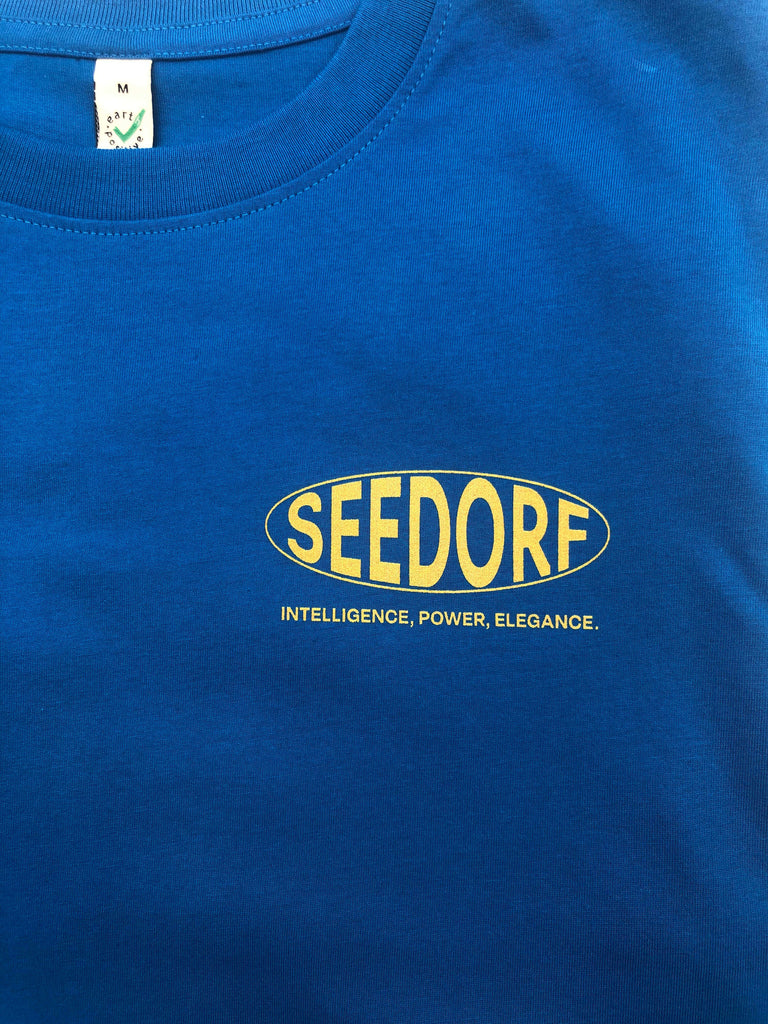 M
SEEDORF
INTELLIGENCE, POWER, ELEGANCE.